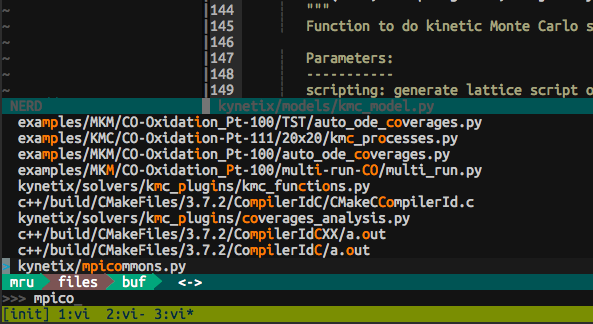 144 """
145 Function to do kinetic Monte Carlo s
146
147 Parameters:
148 -----------
149 scripting: generate lattice script o
NERD kynetix/models/kmc_model.py
examples/MKM/CO-Oxidation_Pt-100/TST/auto_ode_coverages.py
examples/KMC/CO-Oxidation-Pt-111/20x20/kmc_processes.py
examples/MKM/CO-Oxidation_Pt-100/auto_ode_coverages.py
examples/MKM/CO-Oxidation_Pt-100/multi-run-CO/multi_run.py
kynetix/solvers/kmc_plugins/kmc_functions.py
c++/build/CMakeFiles/3.7.2/CompilerIdC/CMakeCCompilerId.c
kynetix/solvers/kmc_plugins/coverages_analysis.py
c++/build/CMakeFiles/3.7.2/CompilerIdCXX/a.out
c++/build/CMakeFiles/3.7.2/CompilerIdC/a.out
> kynetix/mpicommons.py
mru files buf <->
>>> mpico_
[init] 1:vi 2:vi- 3:vi*